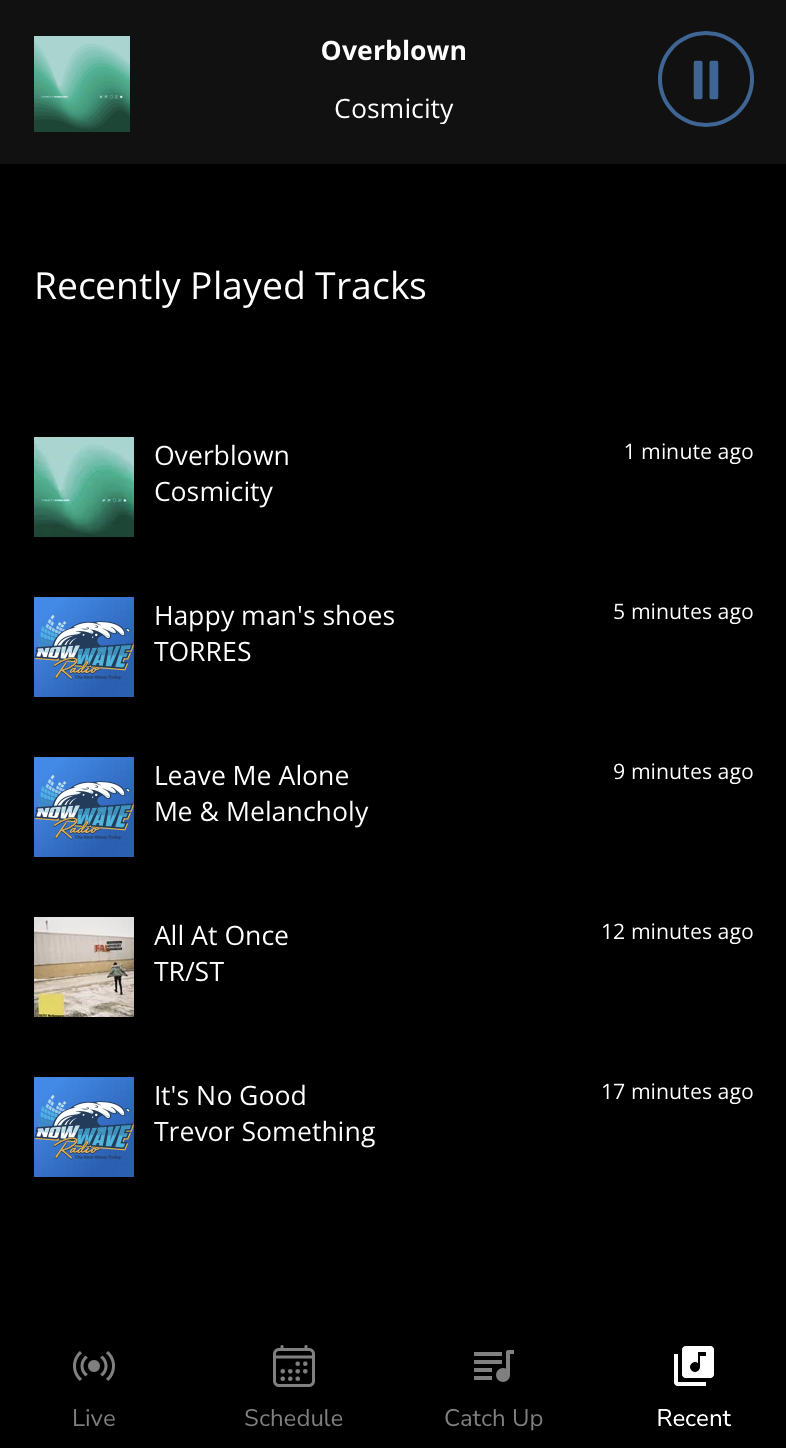 Overblown
Cosmicity
Recently Played Tracks
Overblown
Cosmicity
1 minute ago
NOW WAVE
Radio
Happy man's shoes
TORRES
5 minutes ago
NOW WAVE
Radio
Leave Me Alone
Me & Melancholy
9 minutes ago
All At Once
TR/ST
12 minutes ago
NOW WAVE
Radio
It's No Good
Trevor Something
17 minutes ago
Live
Schedule
Catch Up
Recent